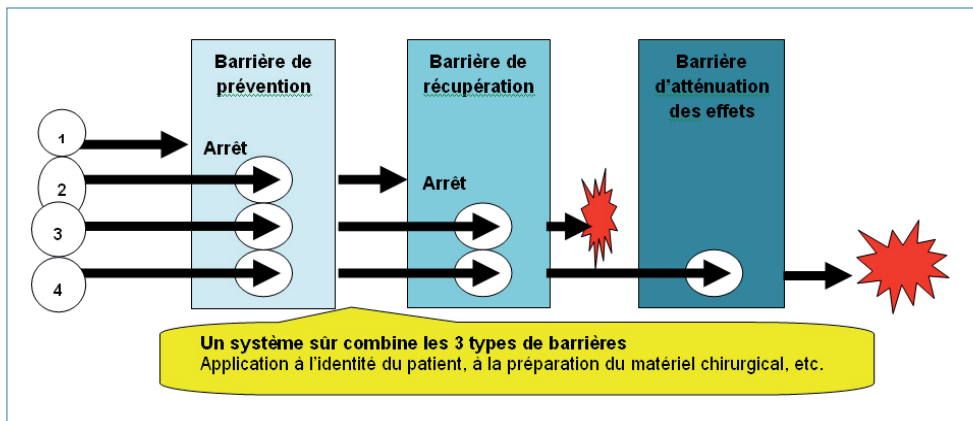 Barrière de
prévention
Barrière de
récupération
Barrière
d'atténuation
des effets
1
Arrêt
2
Arrêt
3
4
Un système sûr combine les 3 types de barrières
Application à l'identité du patient, à la préparation du matériel chirurgical, etc.